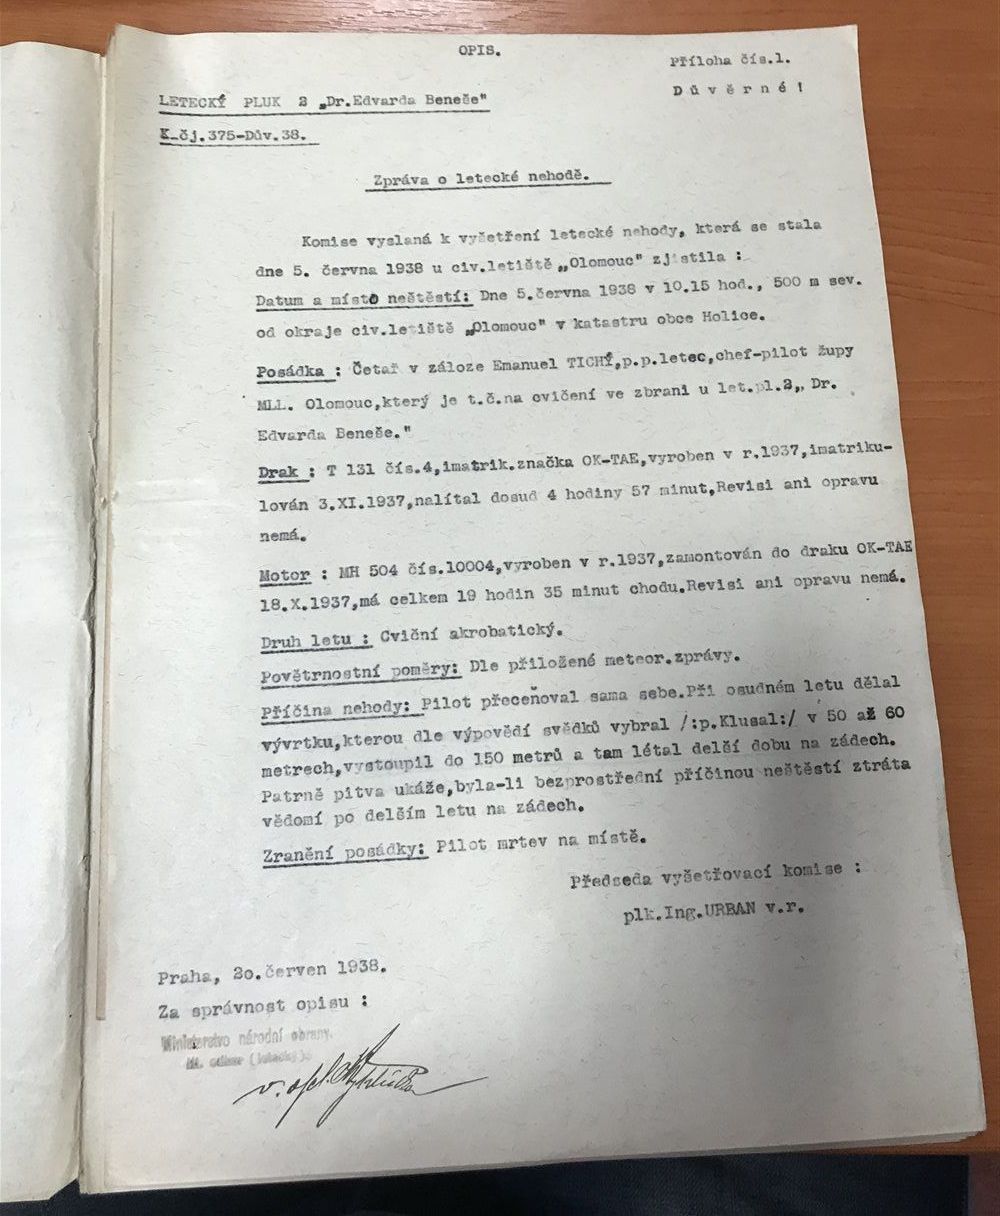 OPIS.
Příloha čís.1.
Důvěrné!
LETECKÝ PLUK 2 „Dr.Edvarda Beneše"
K-čj.375-Dův.38.
Zpráva o letecké nehodě.
Komise vyslaná k vyšetření letecké nehody, která se stala
dne 5. června 1938 u civ.letiště „Olomouc" zjistila :
Datum a místo neštěstí: Dne 5.června 1938 v 10.15 hod., 500 m sev.
od okraje civ.letiště „Olomouc" v katastru obce Holice.
Posádka : Četař v záloze Emanuel TICHÝ,p.p.letec,chef-pilot župy
MLL. Olomouc,který je t.č.na cvičení ve zbrani u let.pl.2„ Dr.
Edvarda Beneše."
Drak : T 131 čís.4,imatrik.značka OK-TAE,vyroben v r.1937,imatriku-
lován 3.XI.1937,nalítal dosud 4 hodiny 57 minut,Revisi ani opravu
nemá.
Motor : MH 504 čís.10004,vyroben v r.1937,zamontován do draku OK-TAE
18.X.1937,má celkem 19 hodin 35 minut chodu.Revisi ani opravu nemá.
Druh letu : Cviční akrobatický.
Povětrnostní poměry: Dle přiložené meteor.zprávy.
Příčina nehody: Pilot přeceňoval sama sebe.Při osudném letu dělal
vývrtku,kterou dle výpovědí svědků vybral /:p.Klusal:/ v 50 až 60
metrech,vystoupil do 150 metrů a tam létal delší dobu na zádech.
Patrně pitva ukáže,byla-li bezprostřední příčinou neštěstí ztráta
vědomí po delším letu na zádech.
Zranění posádky: Pilot mrtev na místě.
Předseda vyšetřovací komise :
plk.Ing.URBAN v.r.
Praha, 2o.červen 1938.
Za správnost opisu :
Ministerstvo národní obrany.
III. odbor (letecký).